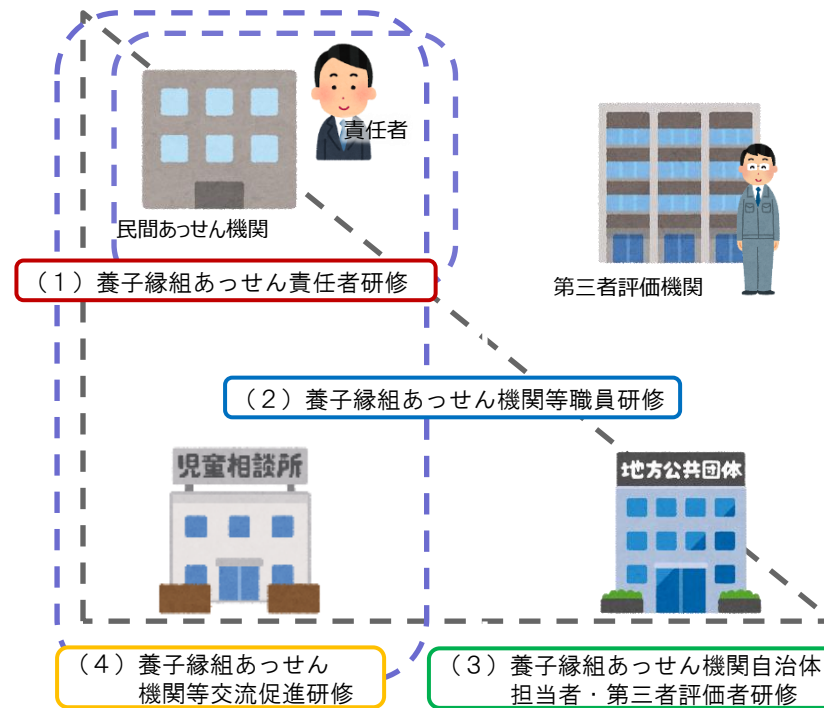 責任者
民間あっせん機関
（１）養子縁組あっせん責任者研修
第三者評価機関
（２）養子縁組あっせん機関等職員研修
児童相談所
地方公共団体
（４）養子縁組あっせん
機関等交流促進研修
（３）養子縁組あっせん機関自治体
担当者・第三者評価者研修